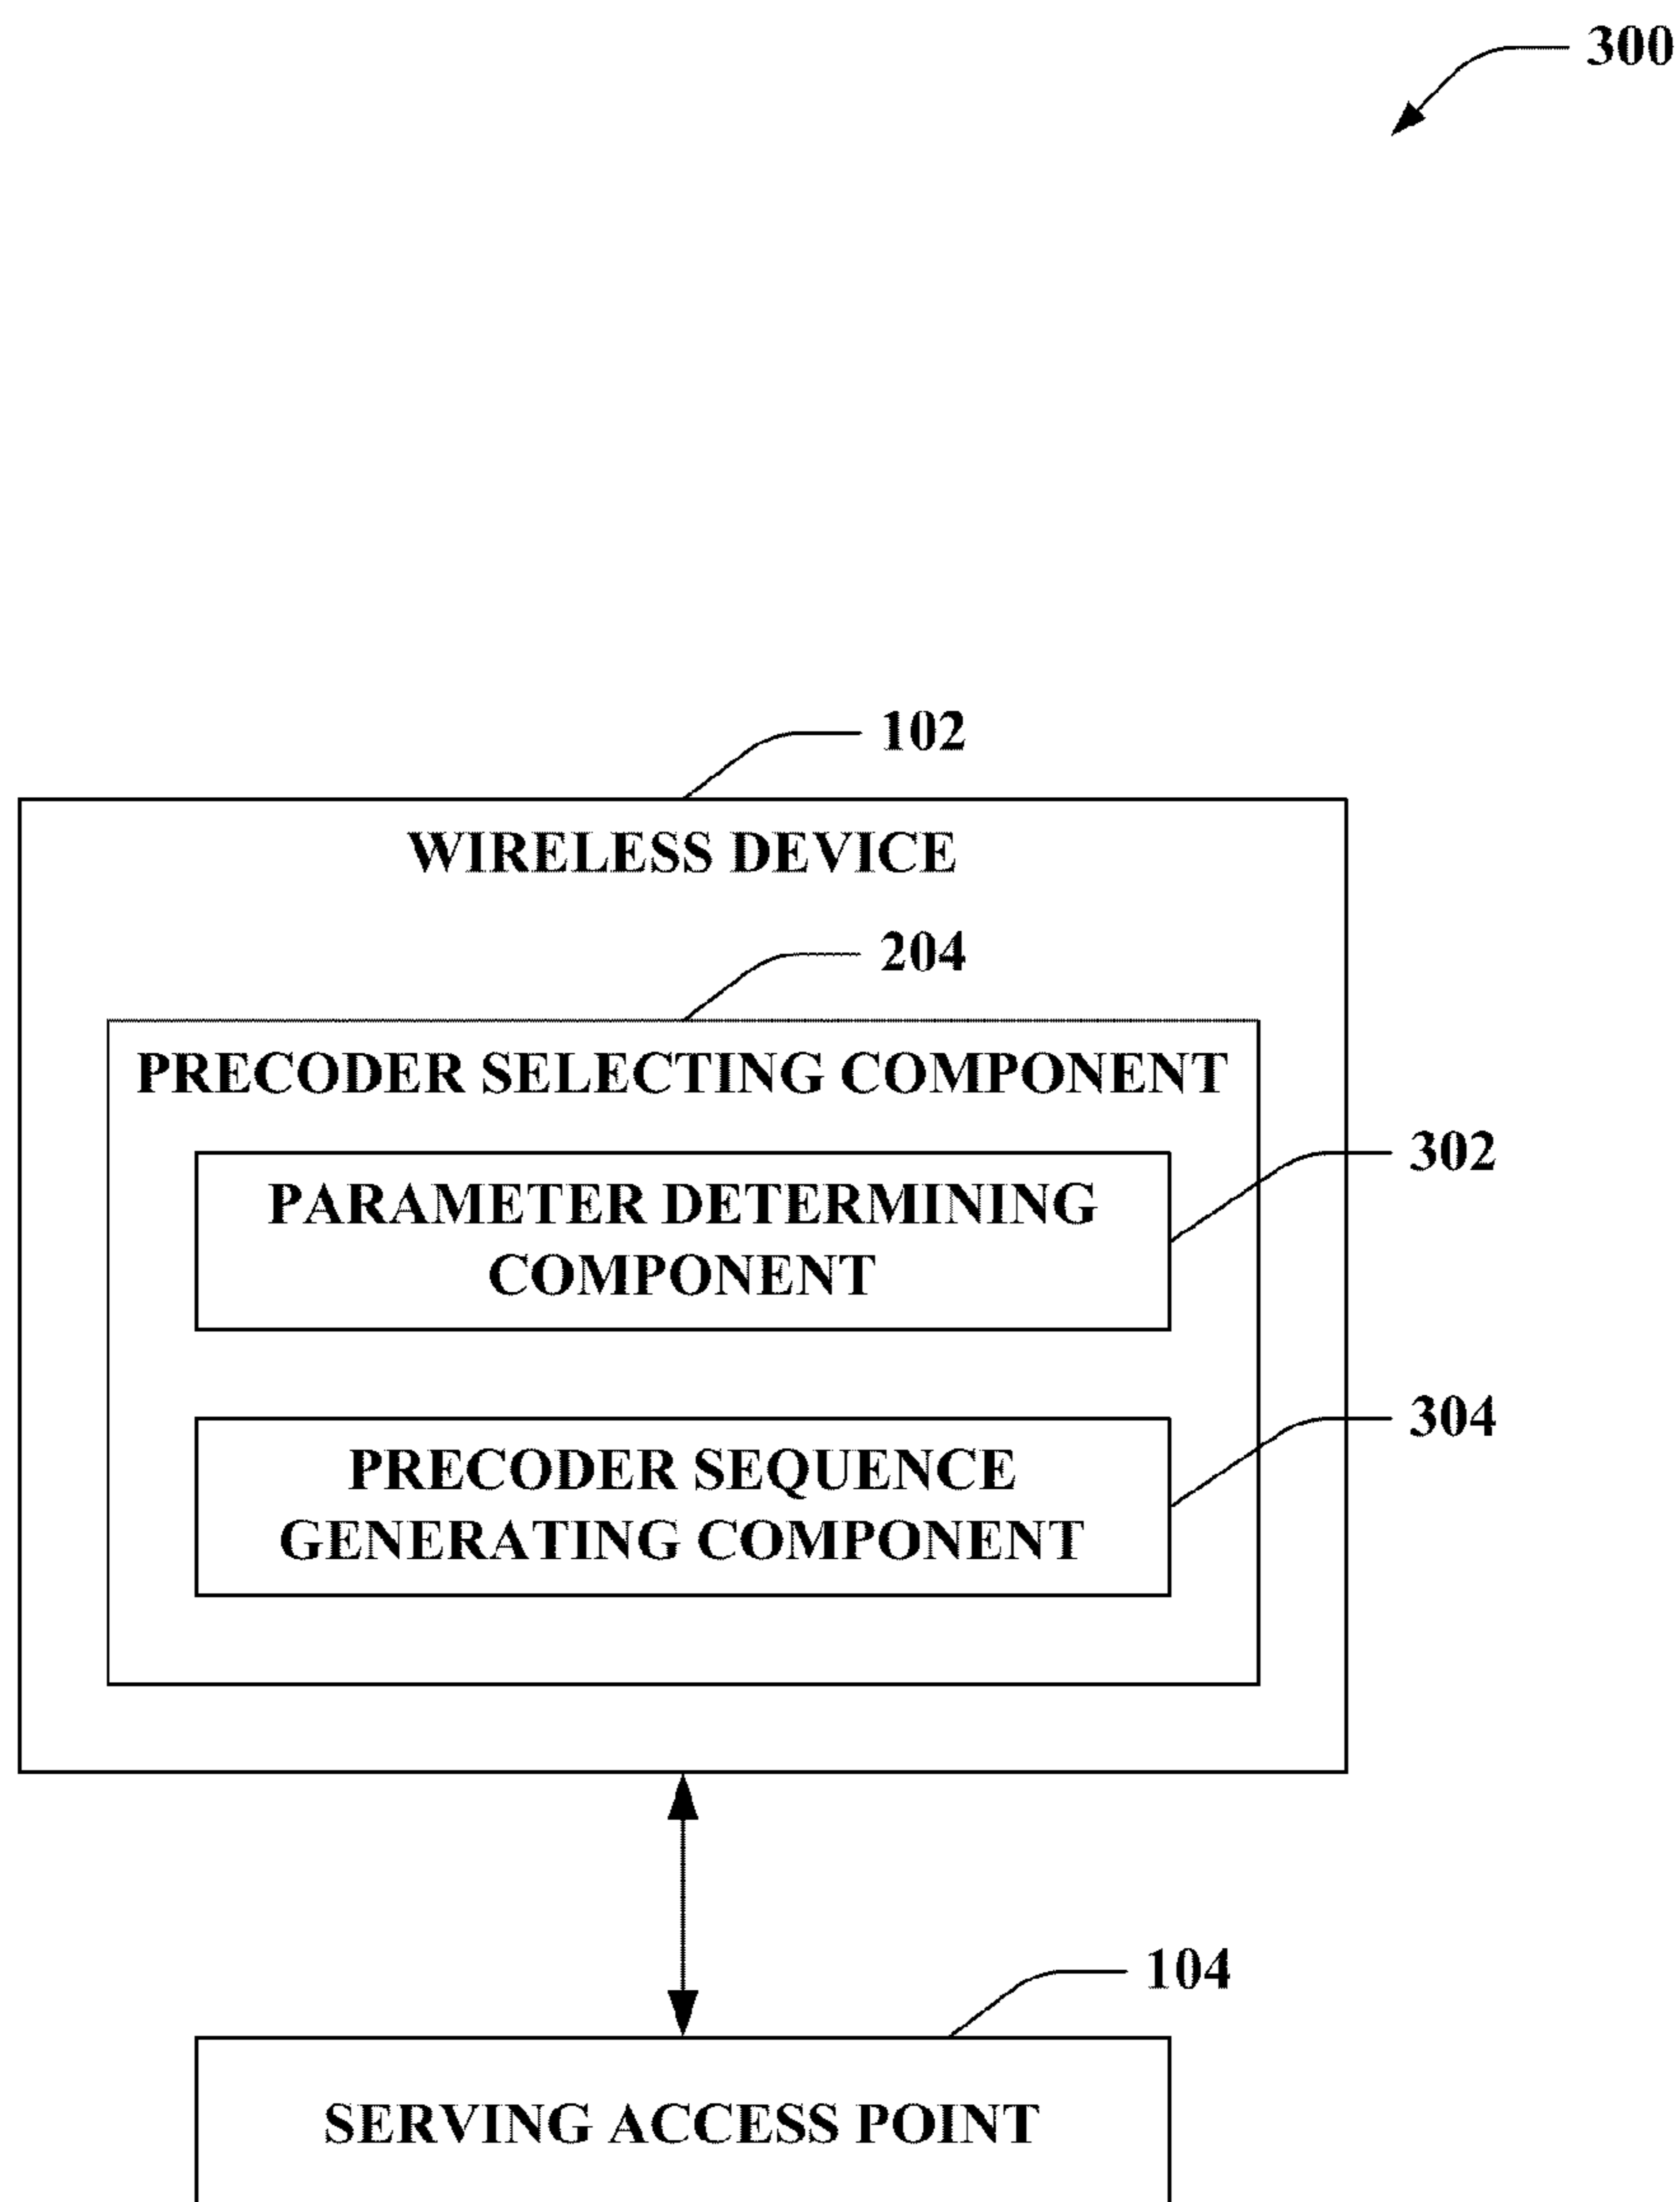 300
102
WIRELESS DEVICE
204
PRECODER SELECTING COMPONENT
302
PARAMETER DETERMINING
COMPONENT
304
PRECODER SEQUENCE
GENERATING COMPONENT
104
SERVING ACCESS POINT